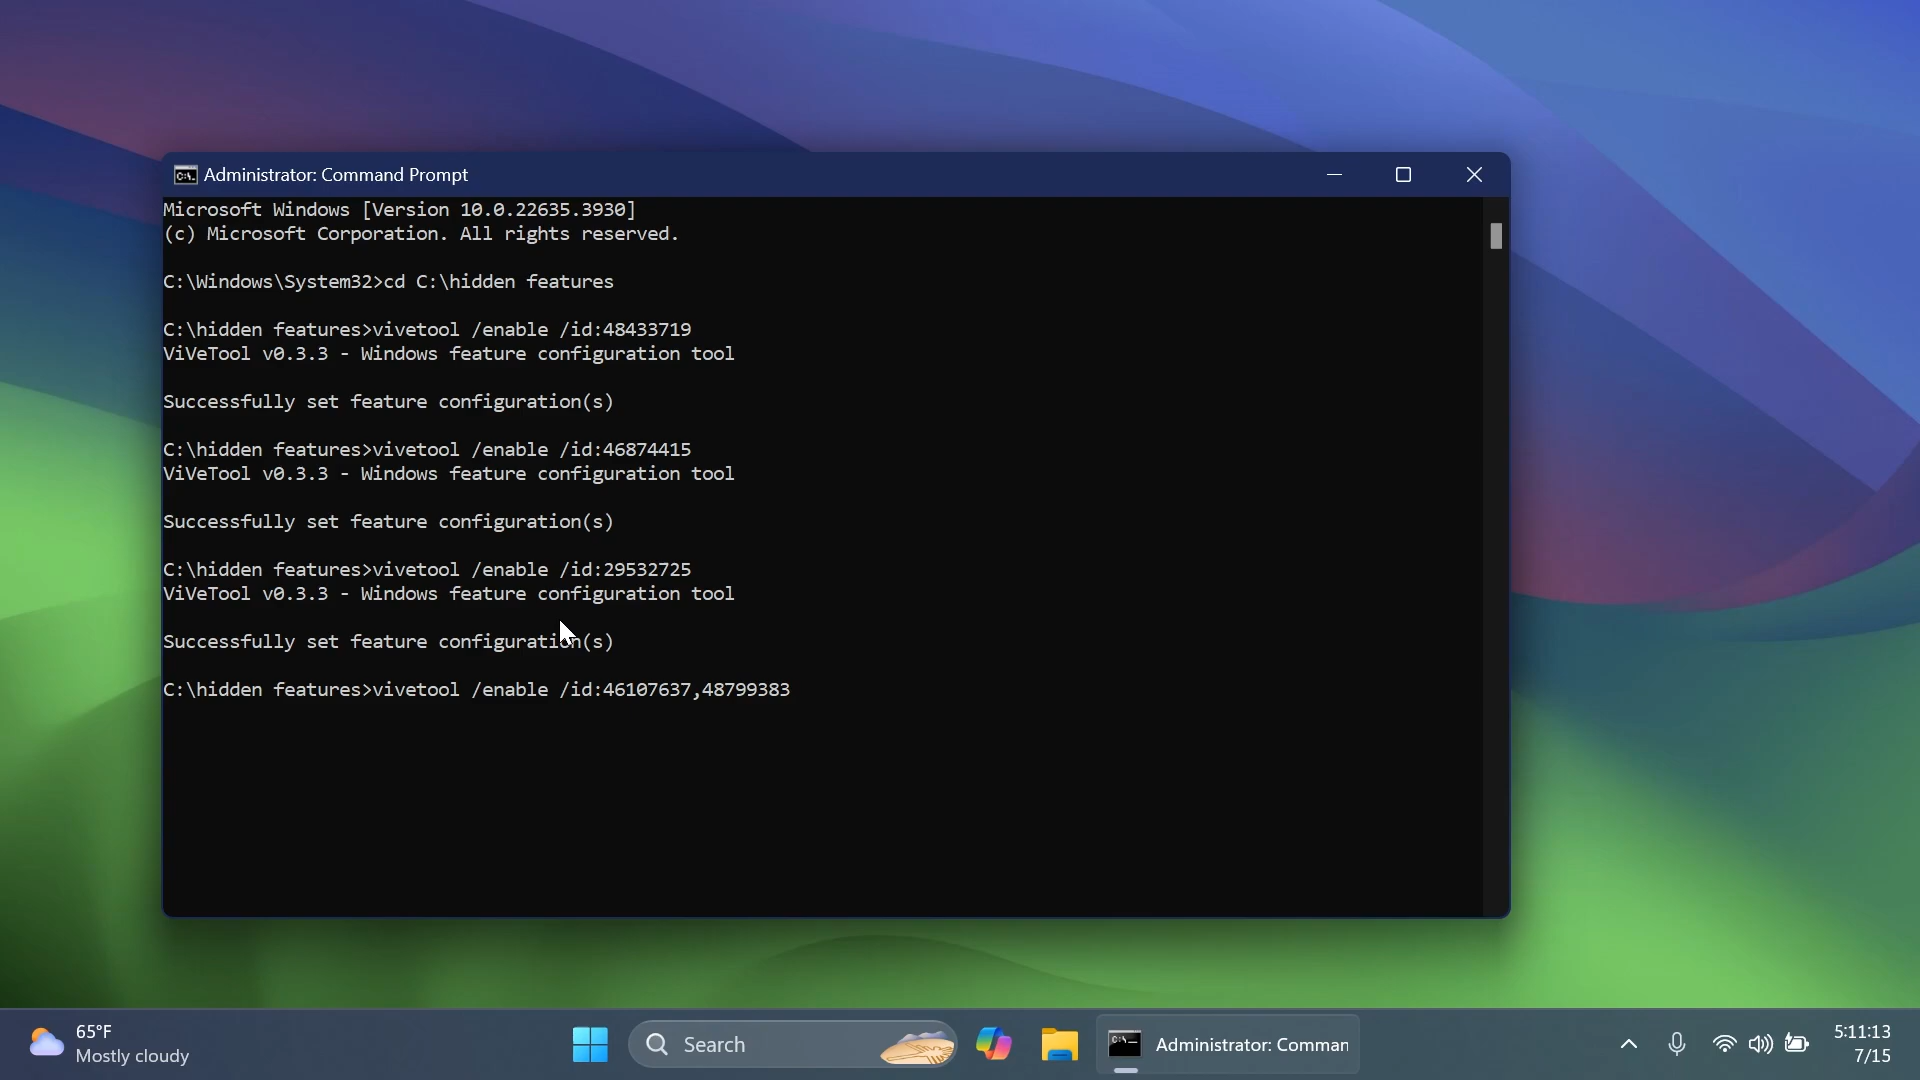 Administrator: Command Prompt
Microsoft Windows [Version 10.0.22635.3930]
(c) Microsoft Corporation. All rights reserved.
C:\Windows\System32>cd C:\hidden features
C:\hidden features>vivetool /enable /id:48433719
ViVeTool v0.3.3 - Windows feature configuration tool
Successfully set feature configuration(s)
C:\hidden features>vivetool /enable /id:46874415
ViVeTool v0.3.3 - Windows feature configuration tool
Successfully set feature configuration(s)
C:\hidden features>vivetool /enable /id:29532725
ViVeTool v0.3.3 - Windows feature configuration tool
Successfully set feature configuration(s)
C:\hidden features>vivetool /enable /id:46107637,48799383
65°F
Mostly cloudy
Search
Administrator: Comman
5:11:13
7/15